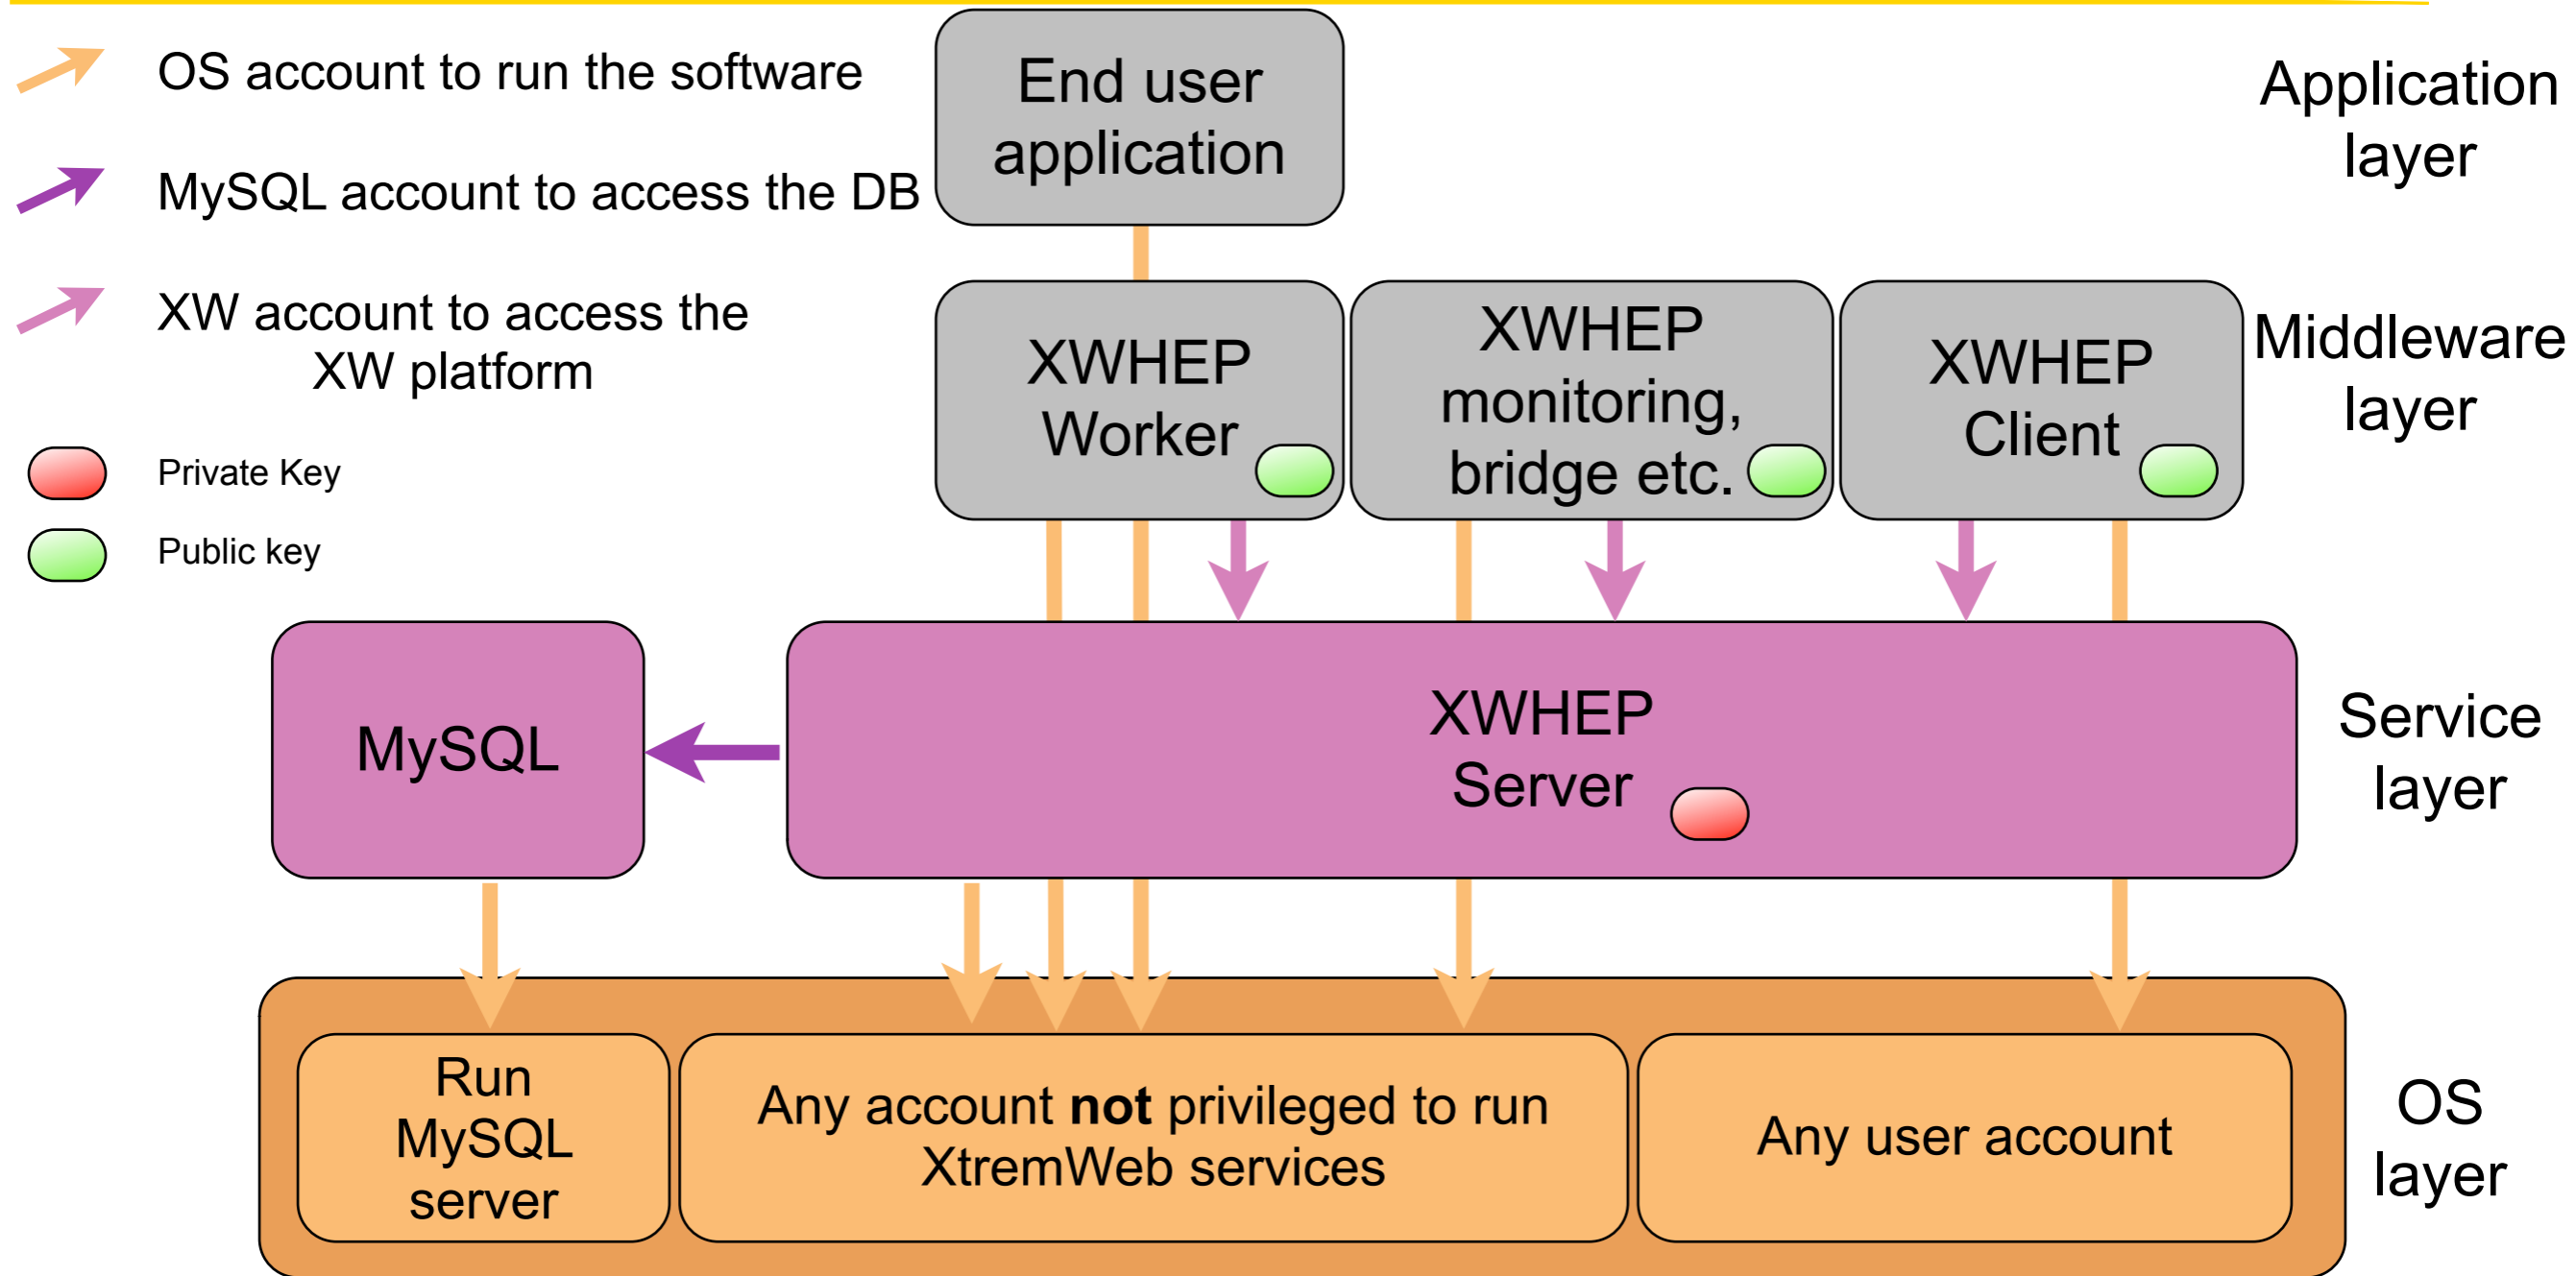 OS account to run the software
MySQL account to access the DB
XW account to access the
XW platform
Private Key
Public key
End user
application
Application
layer
XWHEP
Worker
XWHEP
monitoring,
bridge etc.
XWHEP
Client
Middleware
layer
MySQL
XWHEP
Server
Service
layer
Run
MySQL
server
Any account not privileged to run
XtremWeb services
Any user account
OS
layer